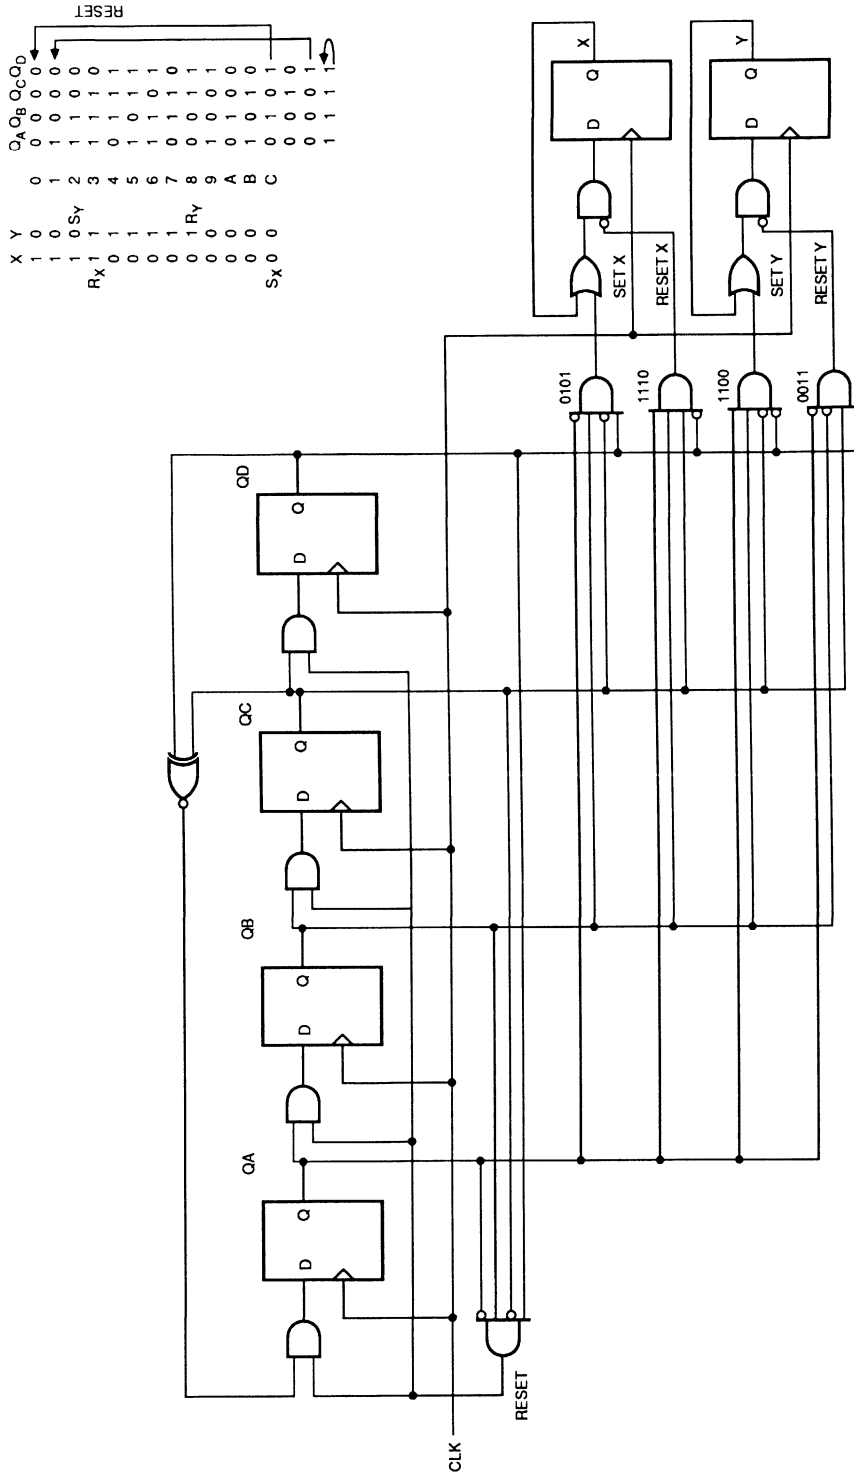 X Y QA QB QC QD
1 0 0 0 0 0 0
1 0 1 1 0 0 0
1 0 SY 2 1 1 0 0
RX 1 1 3 1 1 1 0
0 1 4 0 1 1 1
0 1 5 1 0 1 1
0 1 6 1 1 0 1
0 1 7 0 1 1 0
0 1 RY 8 0 0 1 1
0 0 9 1 0 0 1
0 0 A 0 1 0 0
0 0 B 1 0 1 0
SX 0 0 C 0 1 0 1
0 0 1 0
0 0 0 1
1 1 1 1
RESET
QA
QB
QC
QD
D Q
D Q
D Q
D Q
CLK
RESET
0101
SET X
D Q
X
1110
RESET X
1100
SET Y
D Q
Y
0011
RESET Y